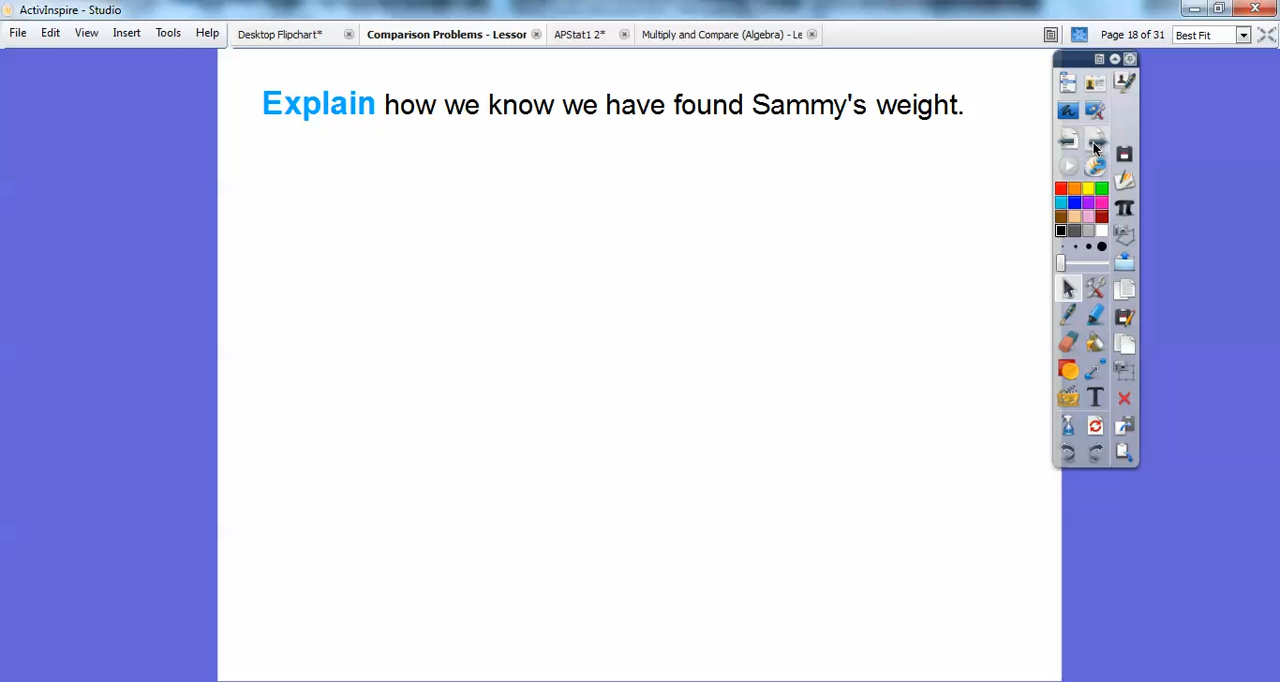 ActivInspire - Studio
File Edit View Insert Tools Help
Desktop Flipchart* Comparison Problems - Lessor APStat1 2* Multiply and Compare (Algebra) - Le
Page 18 of 31 Best Fit
Explain how we know we have found Sammy's weight.
T